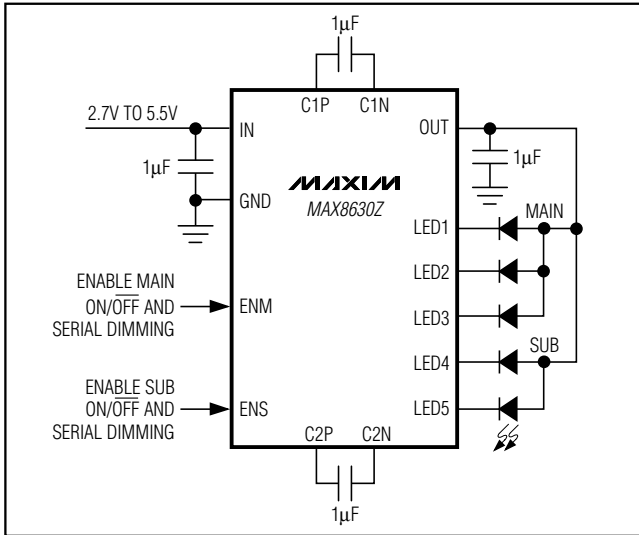 1µF
C1P C1N
2.7V TO 5.5V
IN
OUT
1µF
1µF
MAXIM
MAX8630Z
GND
LED1
MAIN
LED2
ENABLE MAIN
ON/OFF AND
SERIAL DIMMING
ENM
LED3
LED4
SUB
ENABLE SUB
ON/OFF AND
SERIAL DIMMING
ENS
LED5
C2P C2N
1µF